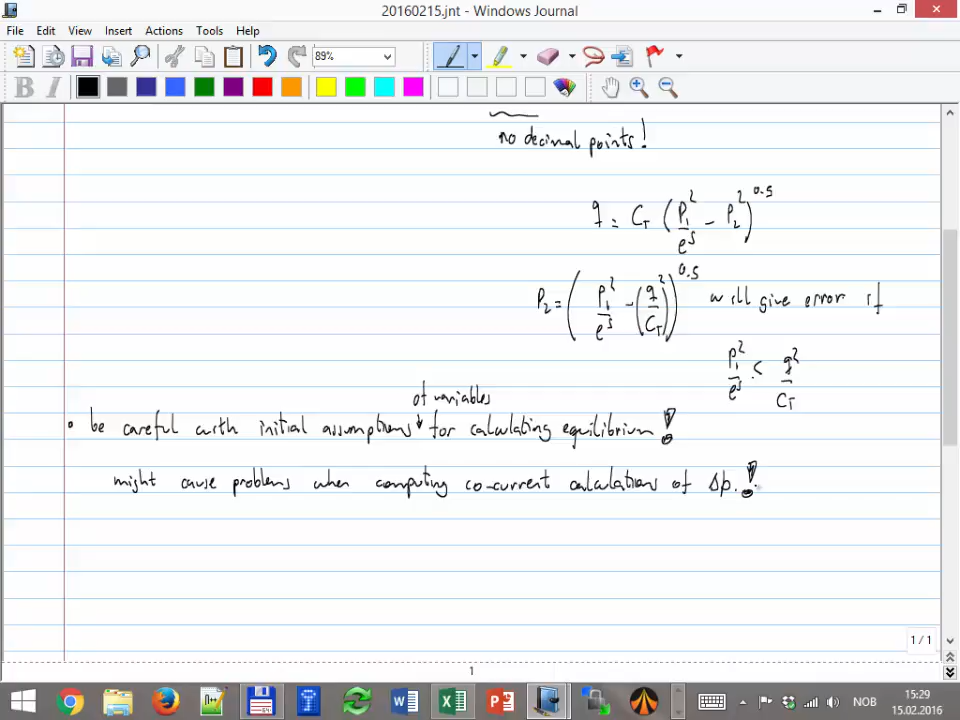 20160215.jnt - Windows Journal
File Edit View Insert Actions Tools Help
89%
B I
no decimal points!
q = C_T (P_1^2/e^s - P_2^2)^0.5
P_2 = (P_1^2/e^s - (q/C_T)^2)^0.5 will give error if
P_1^2/e^s < q^2/C_T
of variables
• be careful with initial assumptions for calculating equilibrium!
might cause problems when computing co-current calculations of Δp.!
1 / 1
1
NOB
15:29
15.02.2016